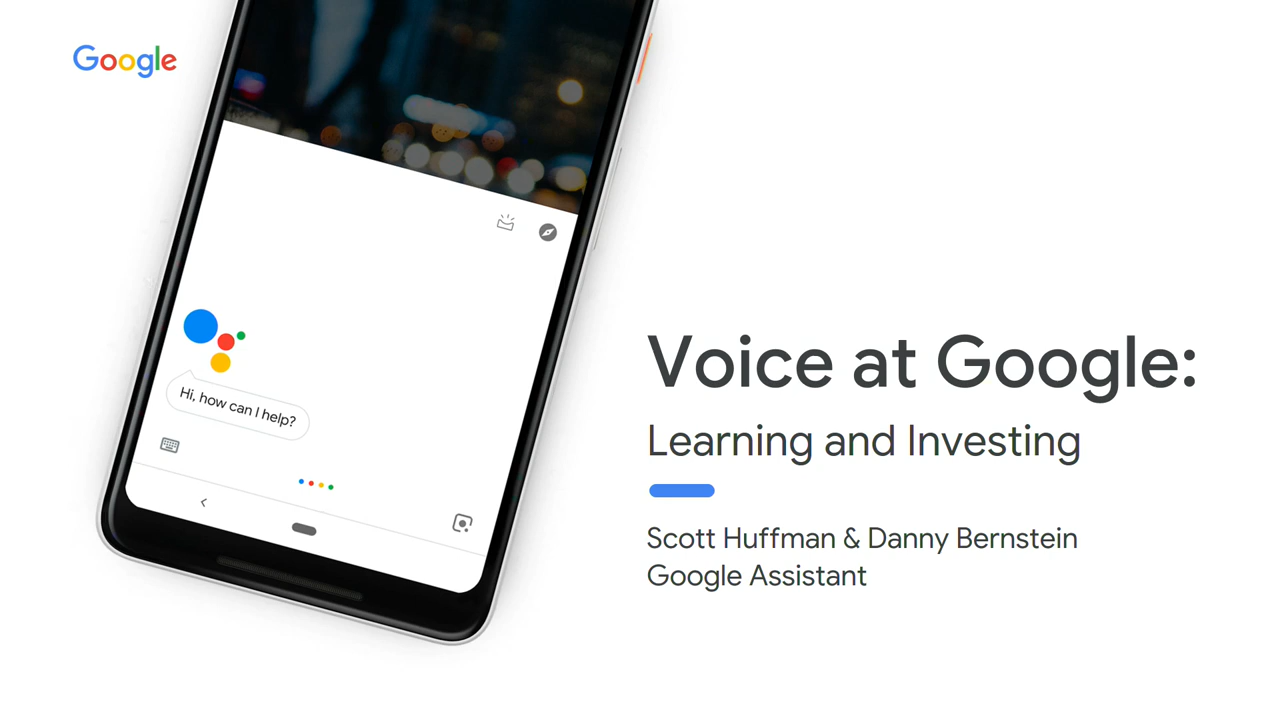 Google
Hi, how can I help?
Voice at Google:
Learning and Investing
Scott Huffman & Danny Bernstein
Google Assistant